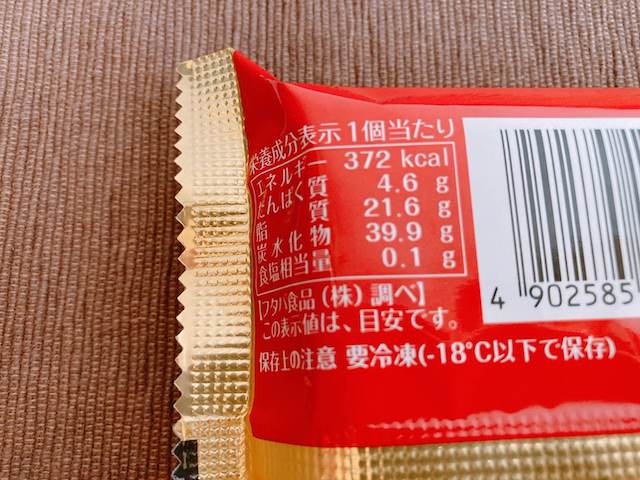 栄養成分表示 1個当たり
エネルギー 372 kcal
たんぱく質 4.6 g
脂質 21.6 g
炭水化物 39.9 g
食塩相当量 0.1 g
【フタバ食品（株）調べ】
この表示値は、目安です。
保存上の注意 要冷凍(-18°C以下で保存)
4 902585